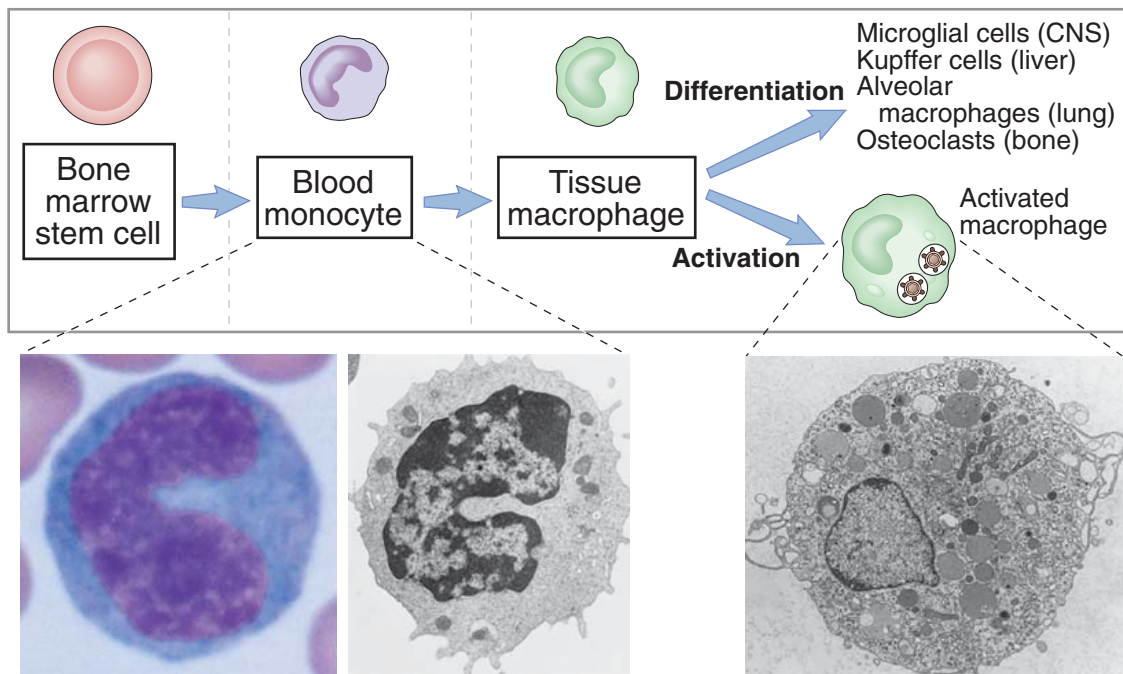 Bone
marrow
stem cell
Blood
monocyte
Tissue
macrophage
Differentiation
Microglial cells (CNS)
Kupffer cells (liver)
Alveolar
macrophages (lung)
Osteoclasts (bone)
Activation
Activated
macrophage